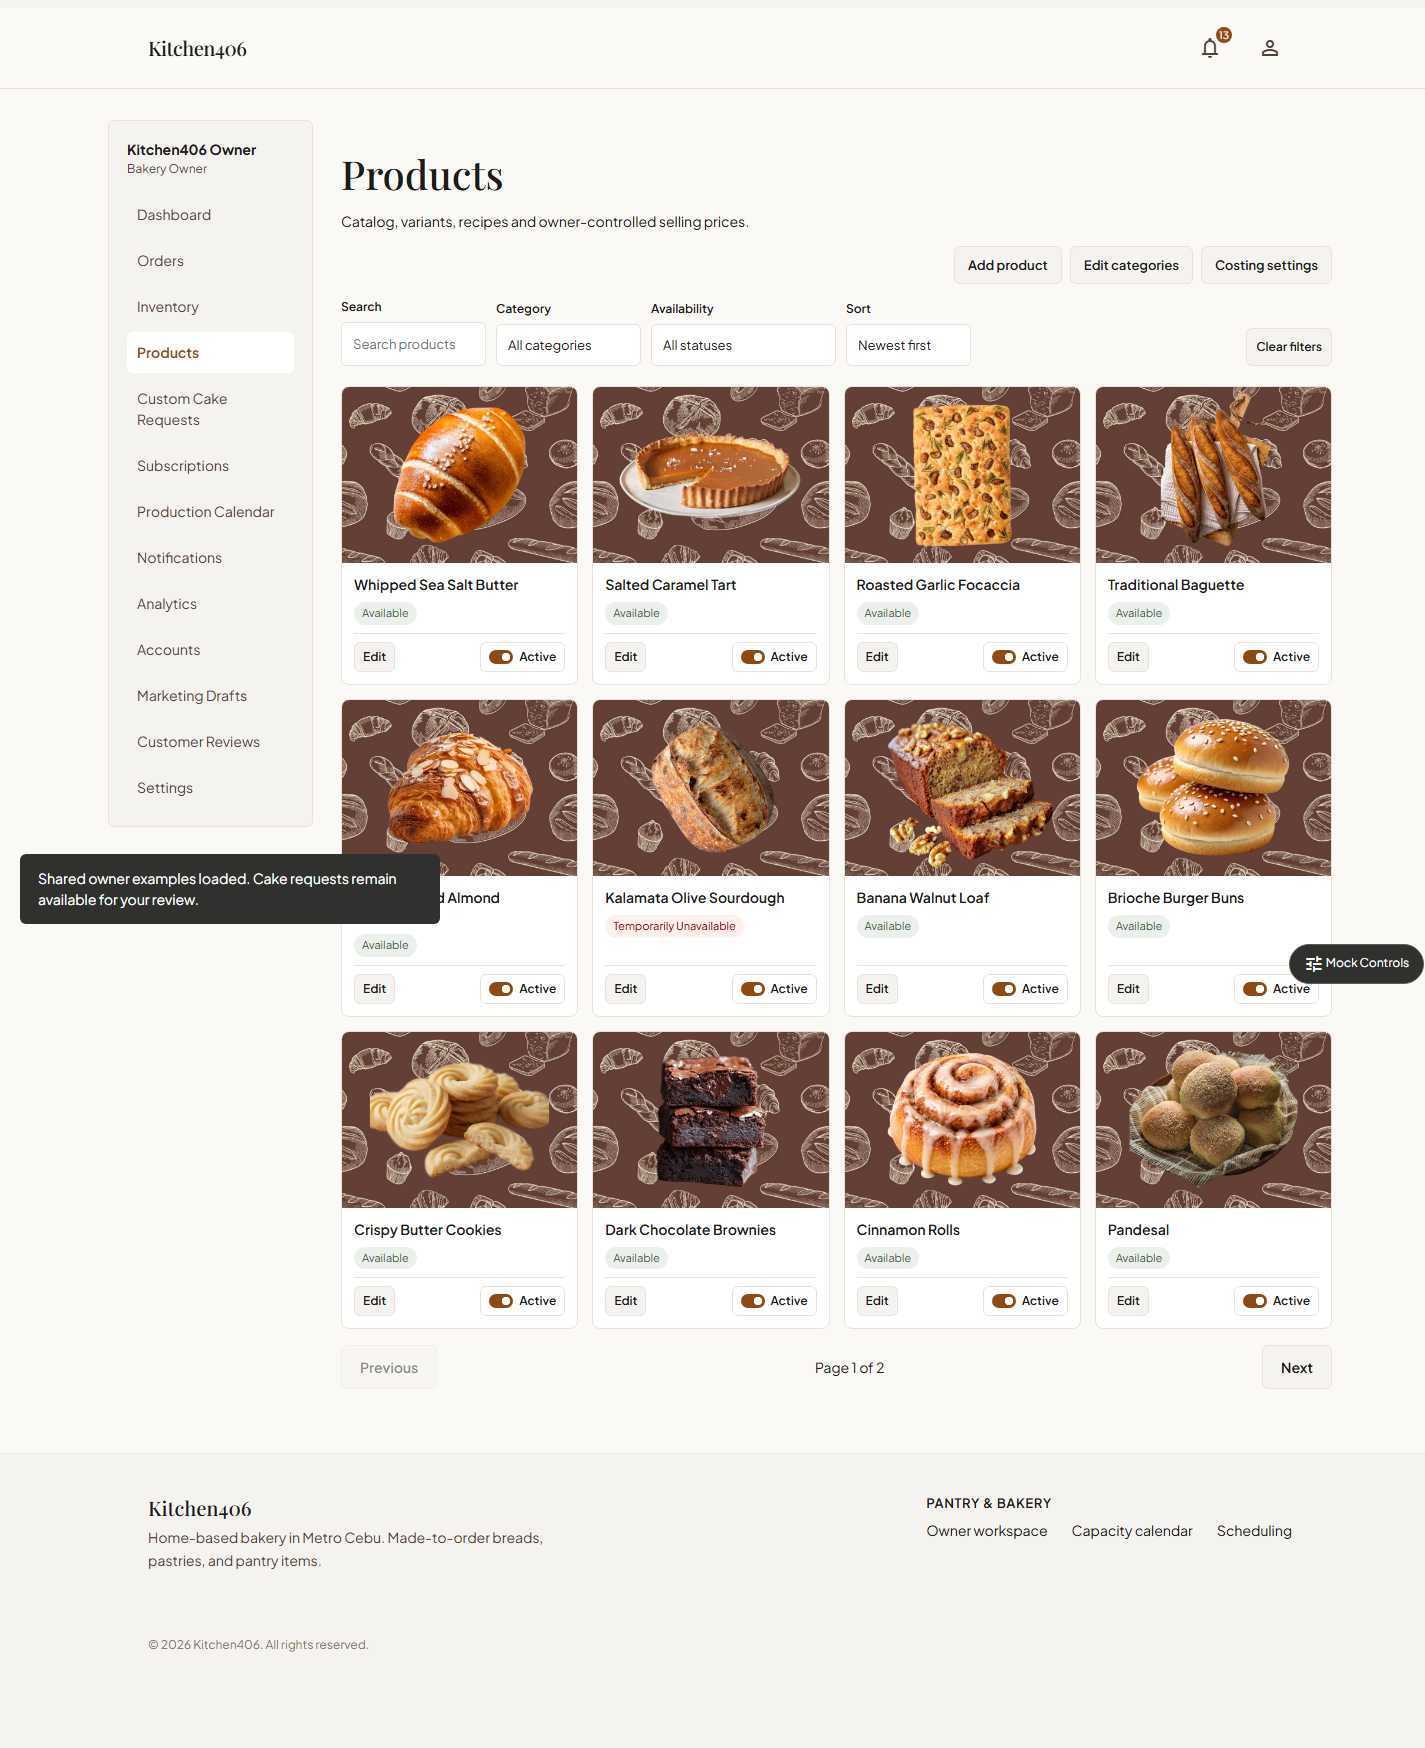 Kitchen406
13
Kitchen406 Owner
Bakery Owner
Dashboard
Orders
Inventory
Products
Custom Cake
Requests
Subscriptions
Production Calendar
Notifications
Analytics
Accounts
Marketing Drafts
Customer Reviews
Settings
Products
Catalog, variants, recipes and owner-controlled selling prices.
Add product
Edit categories
Costing settings
Search
Category
Availability
Sort
Search products
All categories
All statuses
Newest first
Clear filters
Whipped Sea Salt Butter
Available
Edit
Active
Salted Caramel Tart
Available
Edit
Active
Roasted Garlic Focaccia
Available
Edit
Active
Traditional Baguette
Available
Edit
Active
Shared owner examples loaded. Cake requests remain
available for your review.
d Almond
Available
Edit
Active
Kalamata Olive Sourdough
Temporarily Unavailable
Edit
Active
Banana Walnut Loaf
Available
Edit
Active
Brioche Burger Buns
Available
Edit
Active
Mock Controls
Crispy Butter Cookies
Available
Edit
Active
Dark Chocolate Brownies
Available
Edit
Active
Cinnamon Rolls
Available
Edit
Active
Pandesal
Available
Edit
Active
Previous
Page 1 of 2
Next
Kitchen406
Home-based bakery in Metro Cebu. Made-to-order breads,
pastries, and pantry items.
PANTRY & BAKERY
Owner workspace
Capacity calendar
Scheduling
© 2026 Kitchen406. All rights reserved.